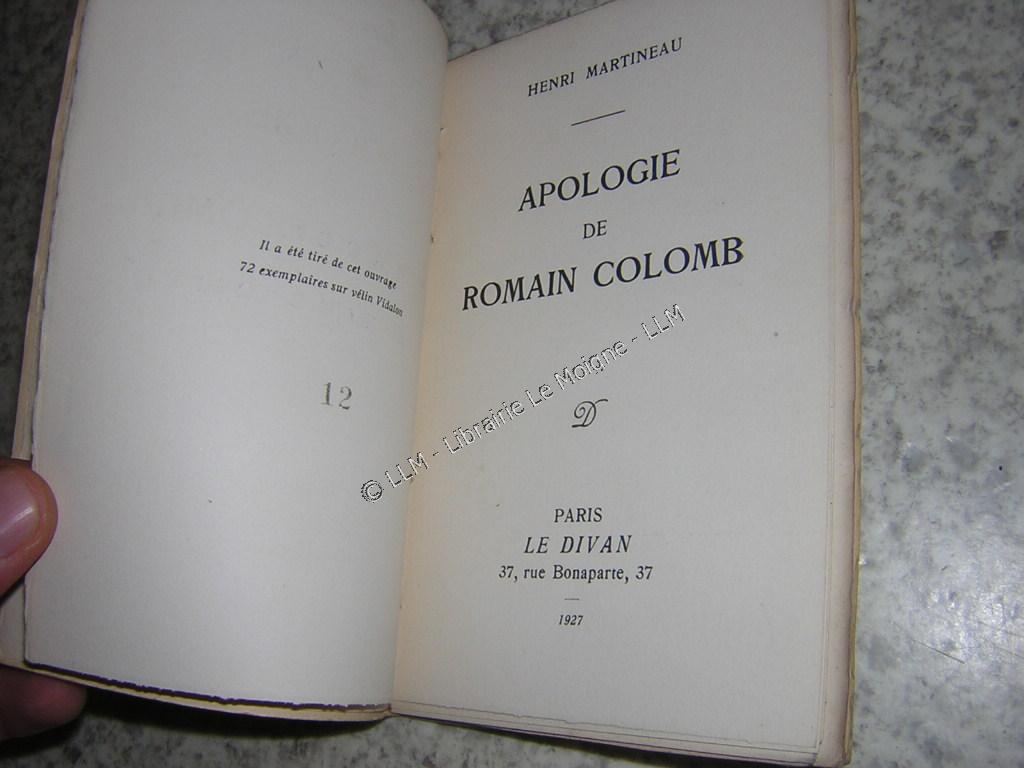 Il a été tiré de cet ouvrage
72 exemplaires sur vélin Vidalon
12
HENRI MARTINEAU
APOLOGIE
DE
ROMAIN COLOMB
D
PARIS
LE DIVAN
37, rue Bonaparte, 37
1927
© LLM - Librairie Le Moigne - LLM